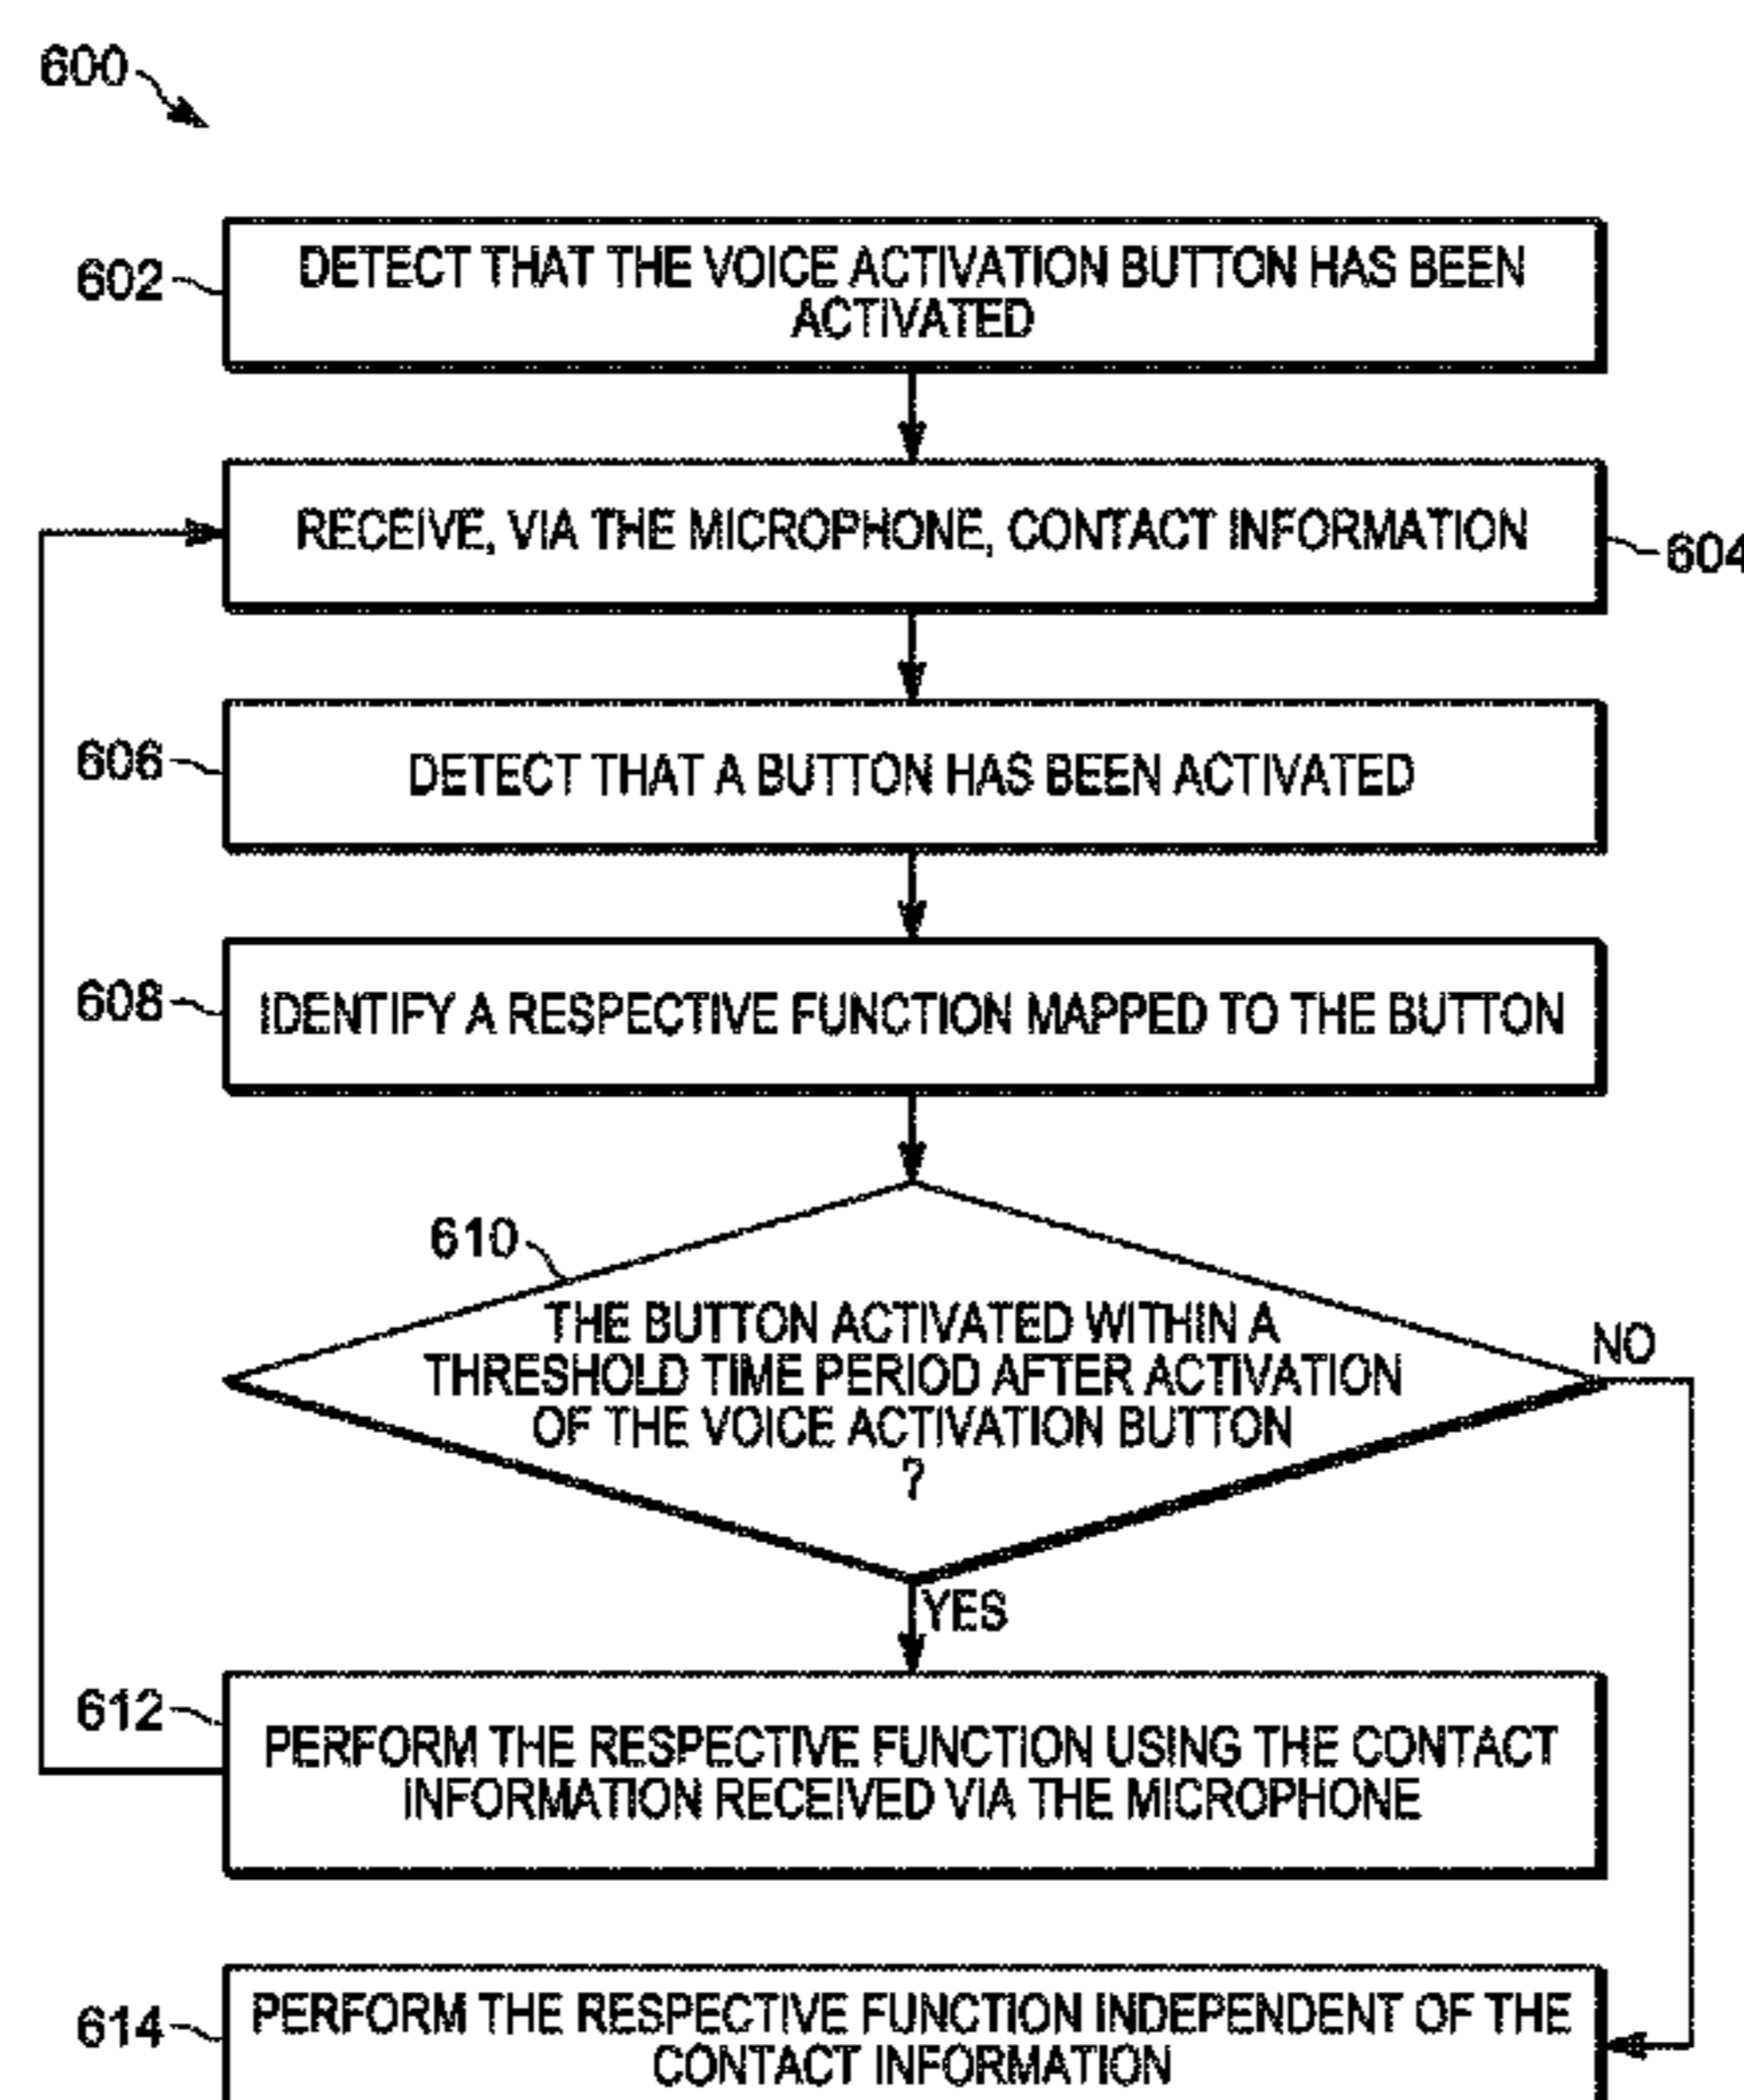 600
602
DETECT THAT THE VOICE ACTIVATION BUTTON HAS BEEN
ACTIVATED
RECEIVE, VIA THE MICROPHONE, CONTACT INFORMATION
604
606
DETECT THAT A BUTTON HAS BEEN ACTIVATED
608
IDENTIFY A RESPECTIVE FUNCTION MAPPED TO THE BUTTON
610
THE BUTTON ACTIVATED WITHIN A
THRESHOLD TIME PERIOD AFTER ACTIVATION
OF THE VOICE ACTIVATION BUTTON
?
NO
YES
612
PERFORM THE RESPECTIVE FUNCTION USING THE CONTACT
INFORMATION RECEIVED VIA THE MICROPHONE
614
PERFORM THE RESPECTIVE FUNCTION INDEPENDENT OF THE
CONTACT INFORMATION